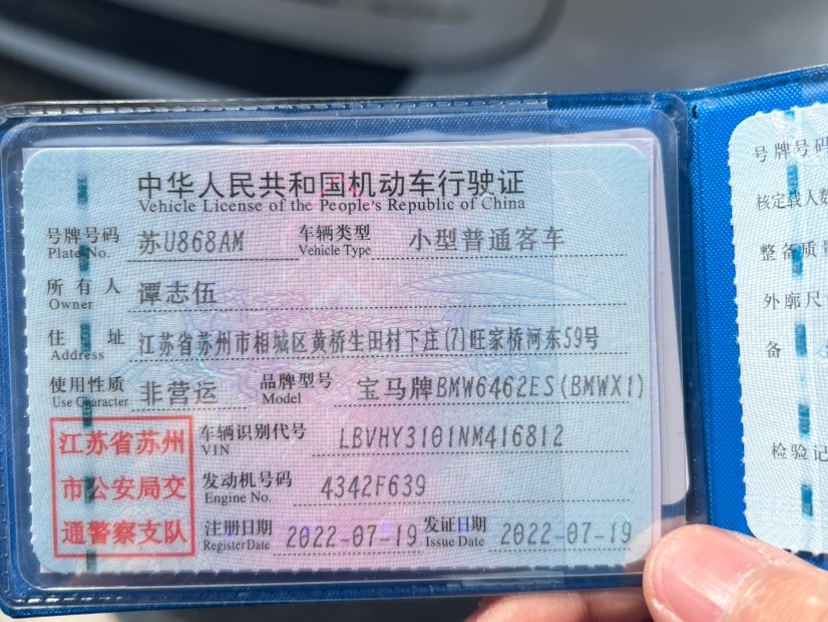 中华人民共和国机动车行驶证
Vehicle License of the People's Republic of China
号牌号码 苏U868AM 车辆类型 小型普通客车
Plate No. Vehicle Type
所有人 谭志伍
Owner
住址 江苏省苏州市相城区黄桥生田村下庄(7)旺家桥河东59号
Address
使用性质 非营运 品牌型号 宝马牌BMW6462ES(BMWX1)
Use Character Model
江苏省苏州
市公安局交
通警察支队
车辆识别代号 LBVHY3101NM416812
VIN
发动机号码 4342F639
Engine No.
注册日期 2022-07-19 发证日期 2022-07-19
Register Date Issue Date
号牌号码
核定载人数
整备质量
外廓尺
备
检验记